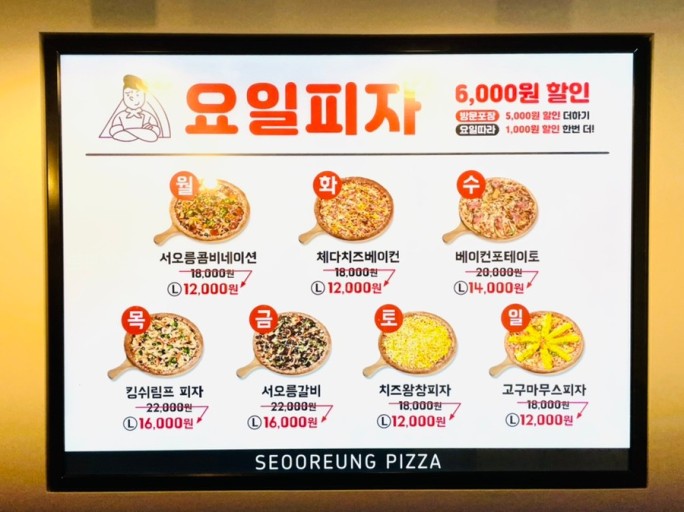 요일피자
6,000원 할인
방문포장 5,000원 할인 더하기
요일따라 1,000원 할인 한번 더!
월
화
수
서오릉콤비네이션
체다치즈베이컨
베이컨포테이토
18,000원
18,000원
20,000원
Ⓛ12,000원
Ⓛ12,000원
Ⓛ14,000원
목
금
토
일
킹쉬림프 피자
서오릉갈비
치즈왕창피자
고구마무스피자
22,000원
22,000원
18,000원
18,000원
Ⓛ16,000원
Ⓛ16,000원
Ⓛ12,000원
Ⓛ12,000원
SEOOREUNG PIZZA